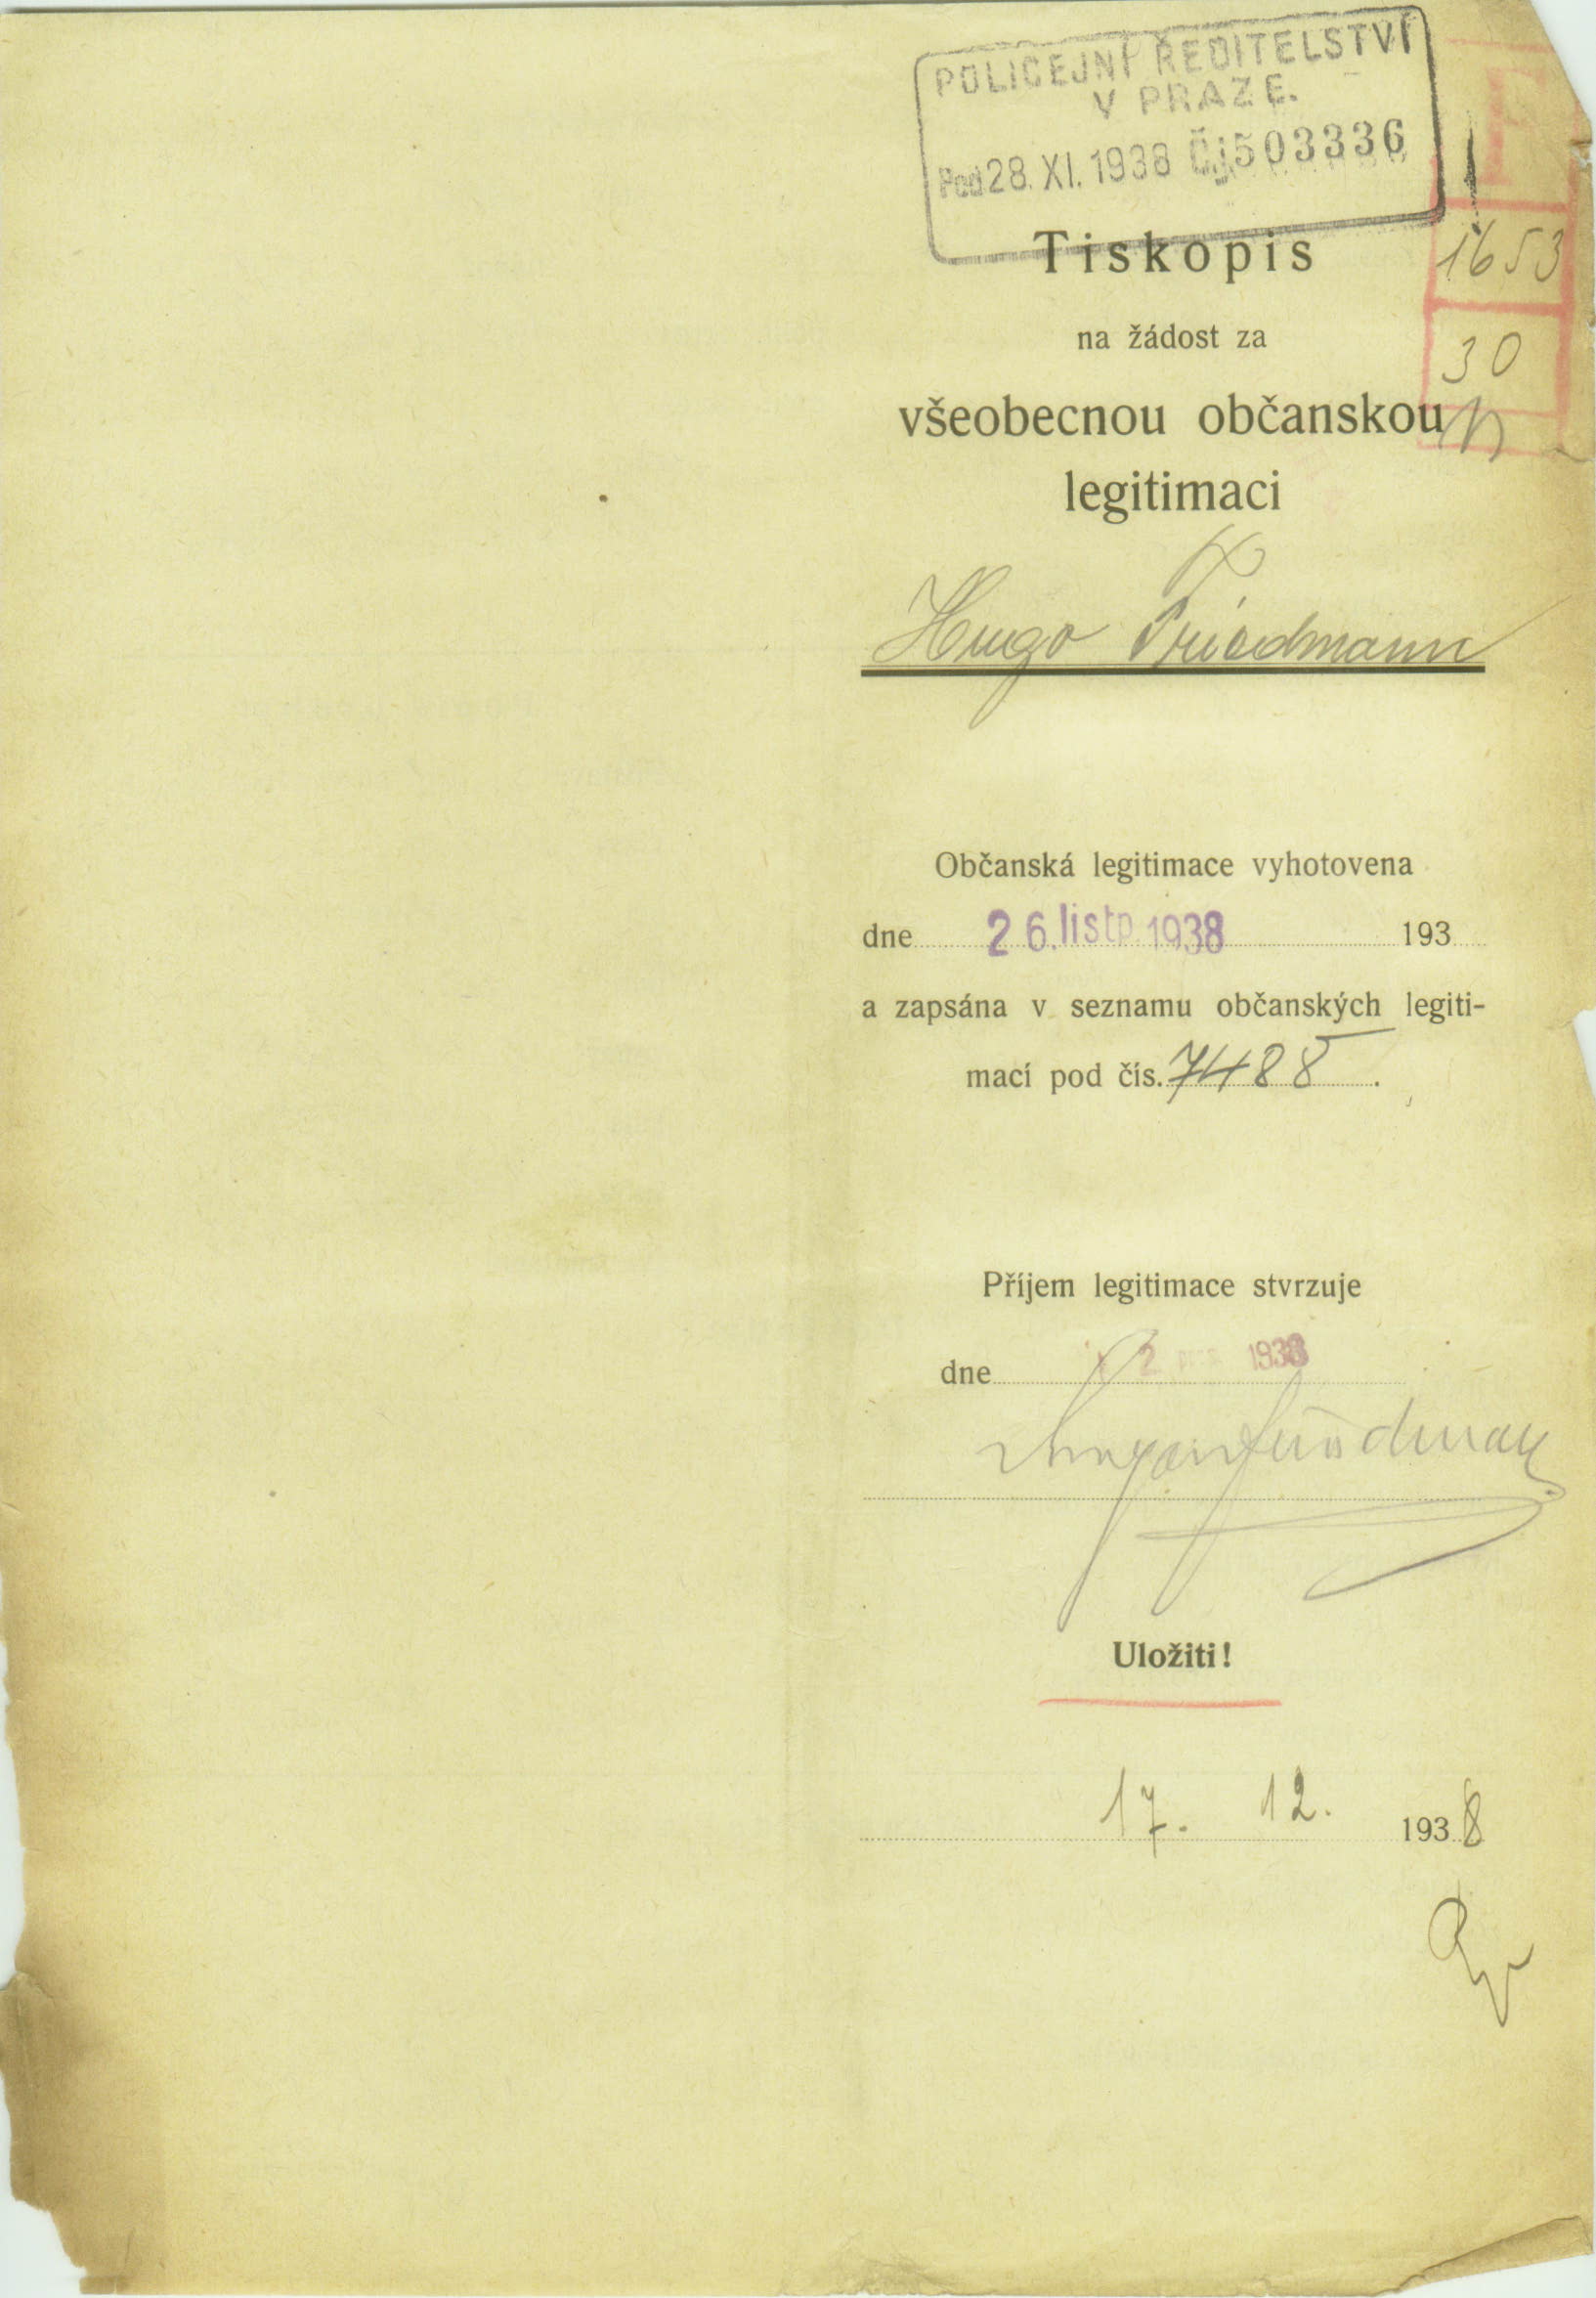 POLICEJNÍ ŘEDITELSTVÍ
V PRAZE.
Pod 28. XI. 1938 Čj 503336
F
1653
30
Tiskopis
na žádost za
všeobecnou občanskou
legitimaci
Hugo Friedmann
Občanská legitimace vyhotovena
dne 26. listp. 1938 193
a zapsána v seznamu občanských legiti-
mací pod čís. 7488.
Příjem legitimace stvrzuje
dne 2 1938
Uložiti!
17. 12. 1938